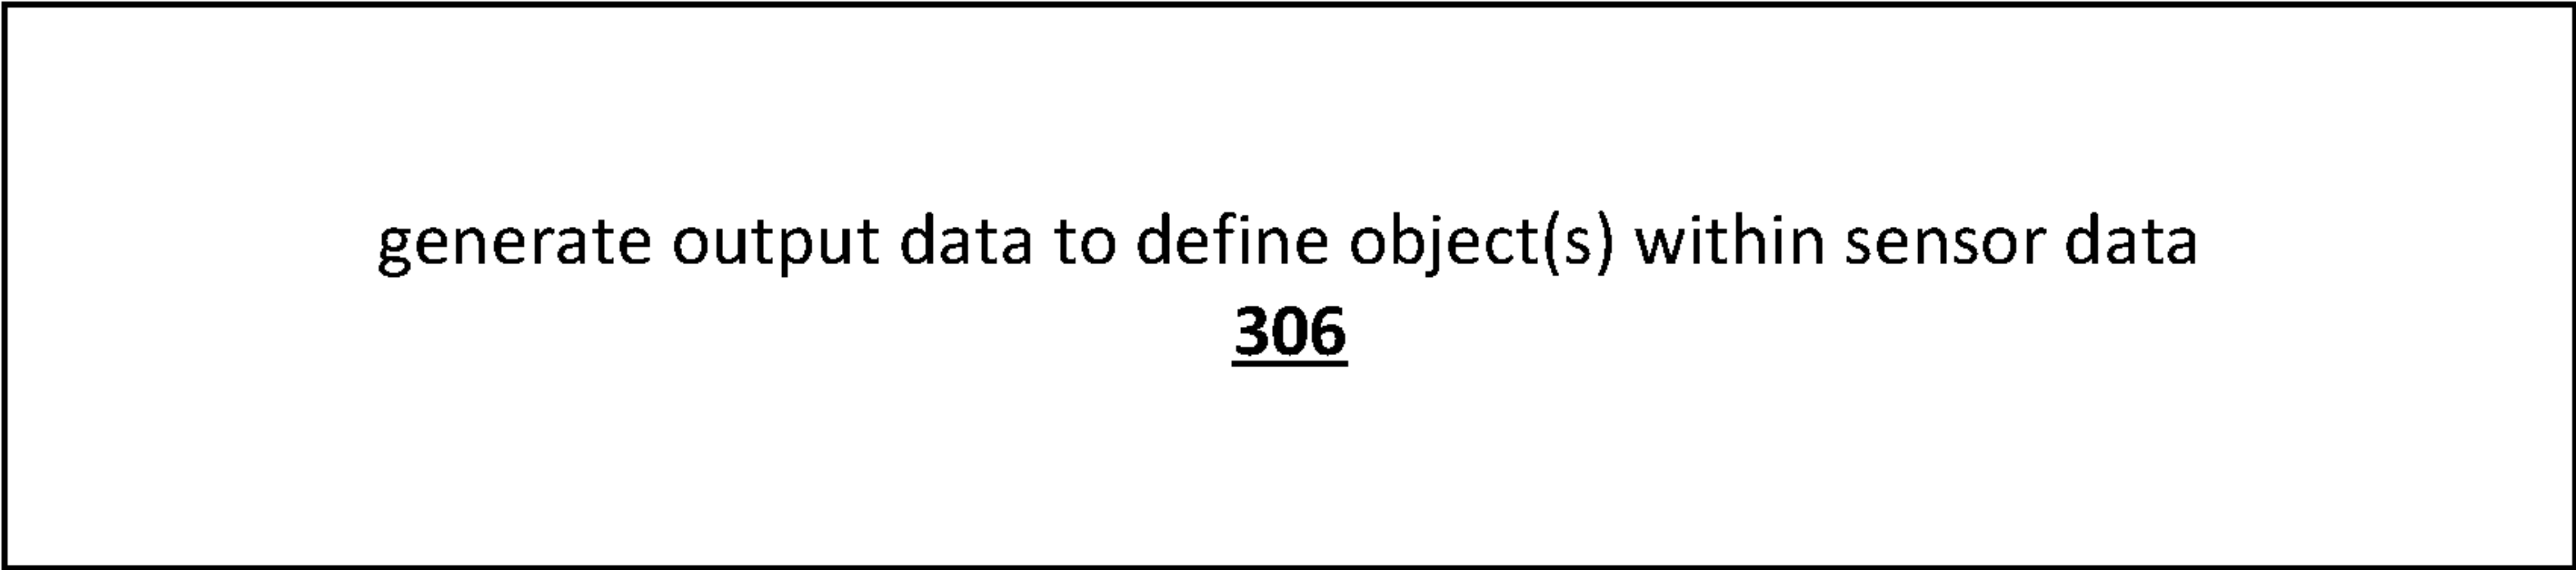 generate output data to define object(s) within sensor data
306